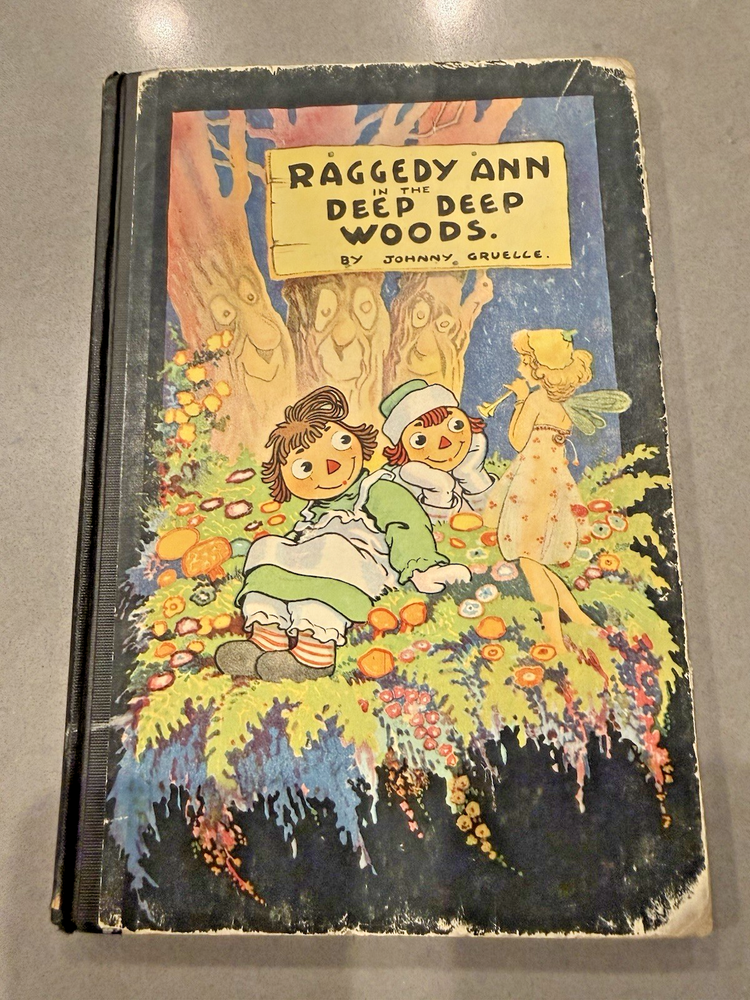 RAGGEDY ANN
IN THE
DEEP DEEP
WOODS.
BY JOHNNY GRUELLE.